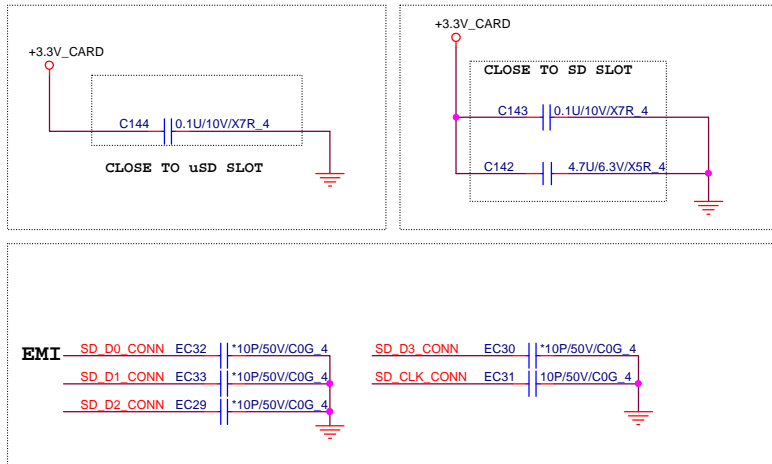 +3.3V_CARD
C144 0.1U/10V/X7R_4
CLOSE TO uSD SLOT
+3.3V_CARD
CLOSE TO SD SLOT
C143 0.1U/10V/X7R_4
C142 4.7U/6.3V/X5R_4
EMI
SD_D0_CONN EC32 *10P/50V/C0G_4
SD_D1_CONN EC33 *10P/50V/C0G_4
SD_D2_CONN EC29 *10P/50V/C0G_4
SD_D3_CONN EC30 *10P/50V/C0G_4
SD_CLK_CONN EC31 10P/50V/C0G_4